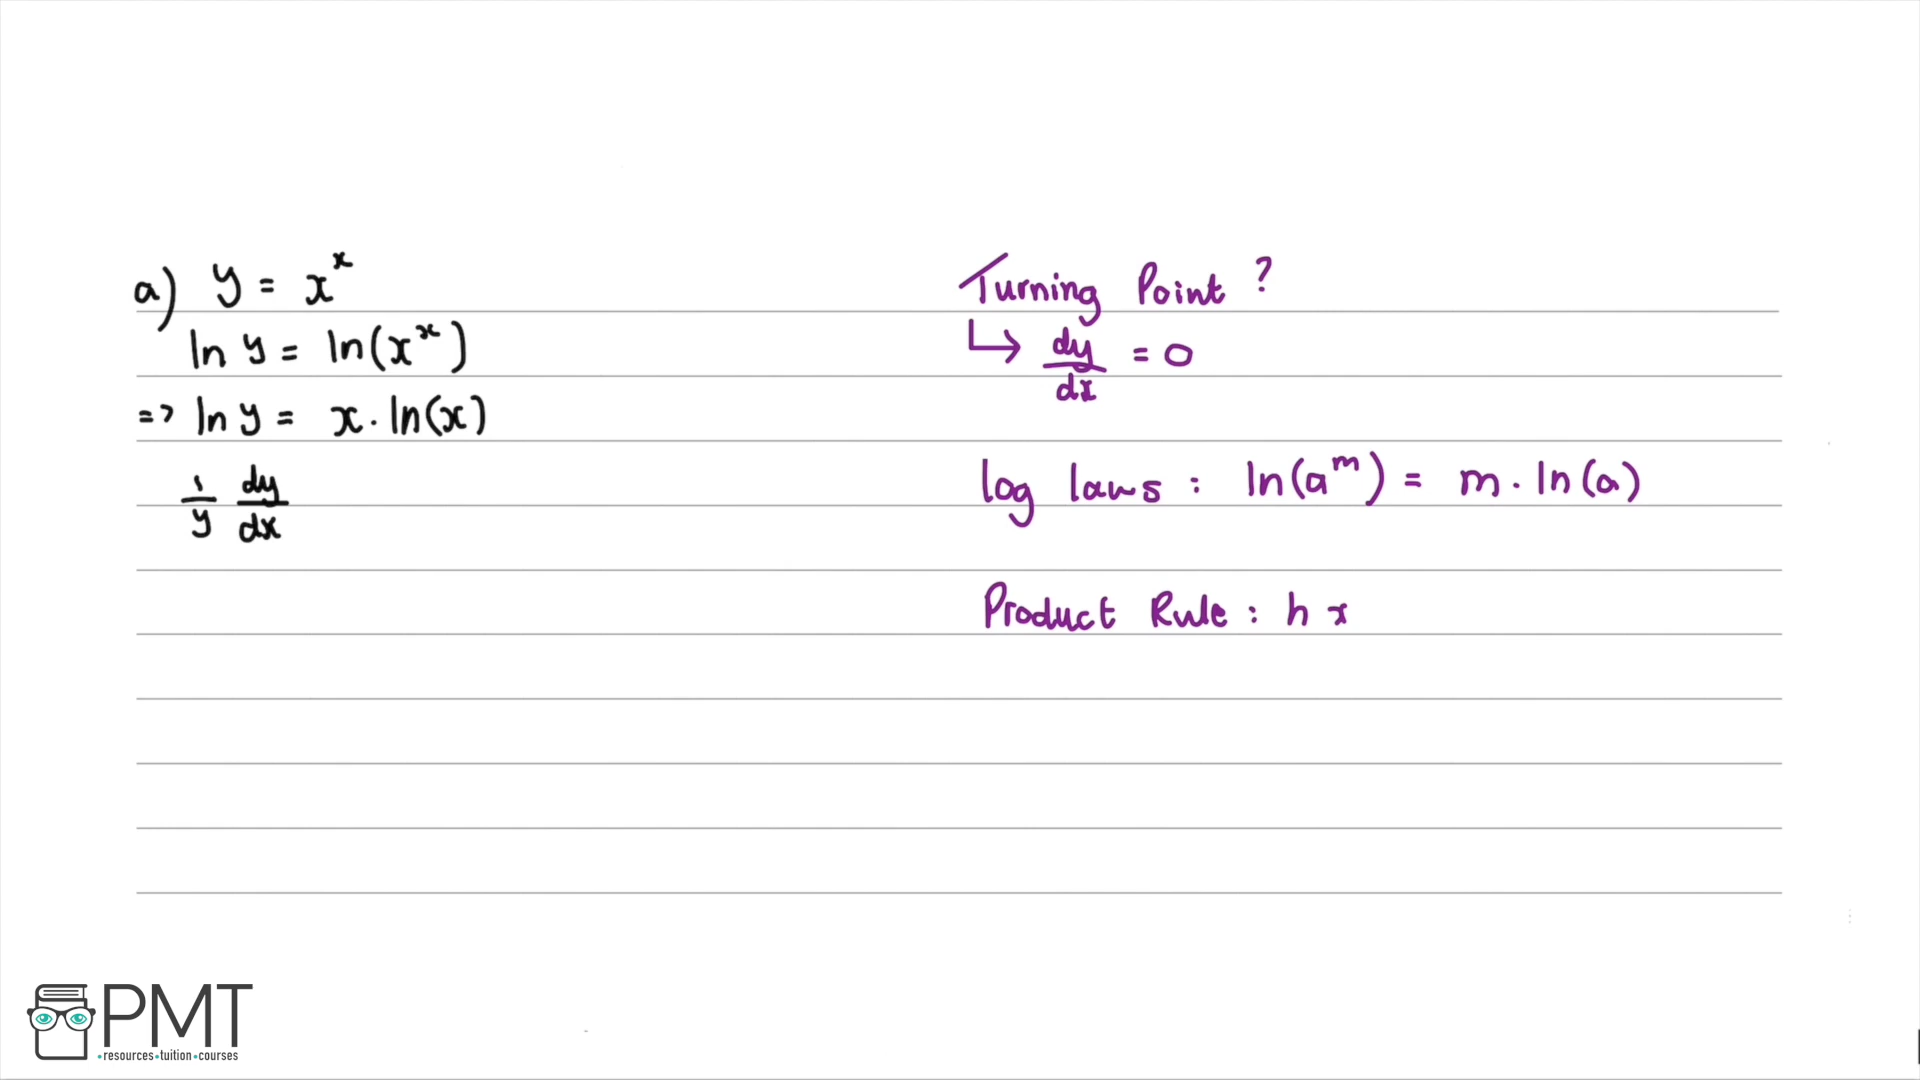 a) y = x^x
ln y = ln(x^x)
=> ln y = x . ln(x)
1/y dy/dx
Turning Point ?
↳ dy/dx = 0
log laws : ln(a^m) = m . ln(a)
Product Rule : h x
PMT
•resources•tuition•courses